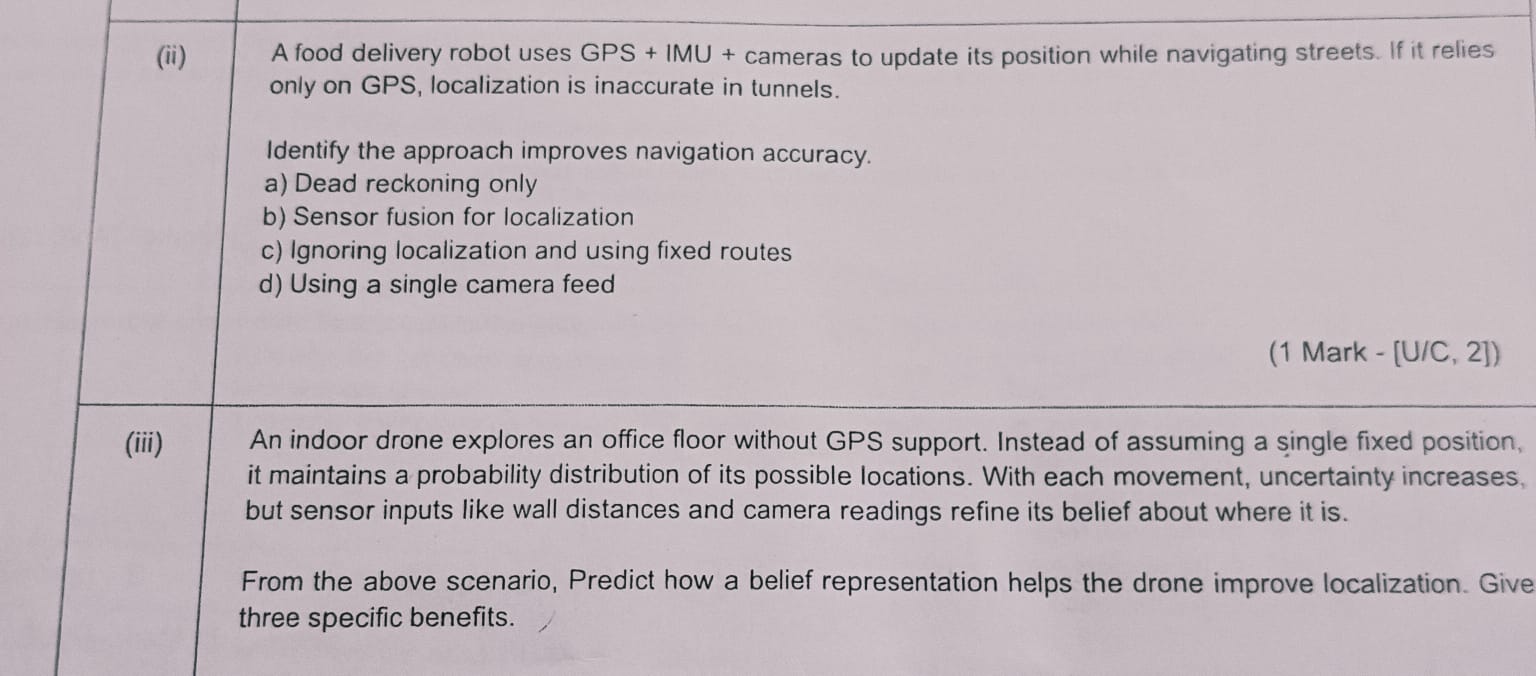 (ii) A food delivery robot uses GPS + IMU + cameras to update its position while navigating streets. If it relies
only on GPS, localization is inaccurate in tunnels.
Identify the approach improves navigation accuracy.
a) Dead reckoning only
b) Sensor fusion for localization
c) Ignoring localization and using fixed routes
d) Using a single camera feed
(1 Mark - [U/C, 2])
(iii) An indoor drone explores an office floor without GPS support. Instead of assuming a single fixed position,
it maintains a probability distribution of its possible locations. With each movement, uncertainty increases,
but sensor inputs like wall distances and camera readings refine its belief about where it is.
From the above scenario, Predict how a belief representation helps the drone improve localization. Give
three specific benefits.